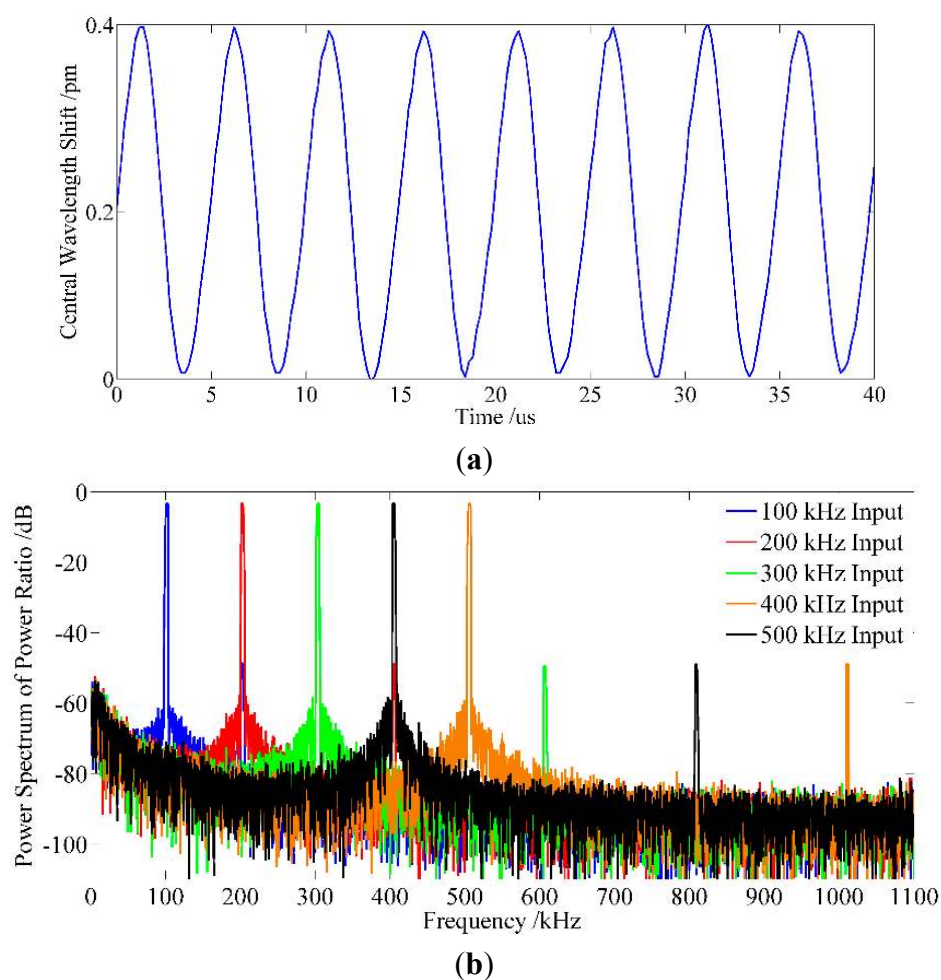 0.4
0.2
0
Central Wavelength Shift /pm
0 5 10 15 20 25 30 35 40
Time /us
(a)
0
-20
-40
-60
-80
-100
Power Spectrum of Power Ratio /dB
100 kHz Input
200 kHz Input
300 kHz Input
400 kHz Input
500 kHz Input
0 100 200 300 400 500 600 700 800 900 1000 1100
Frequency /kHz
(b)